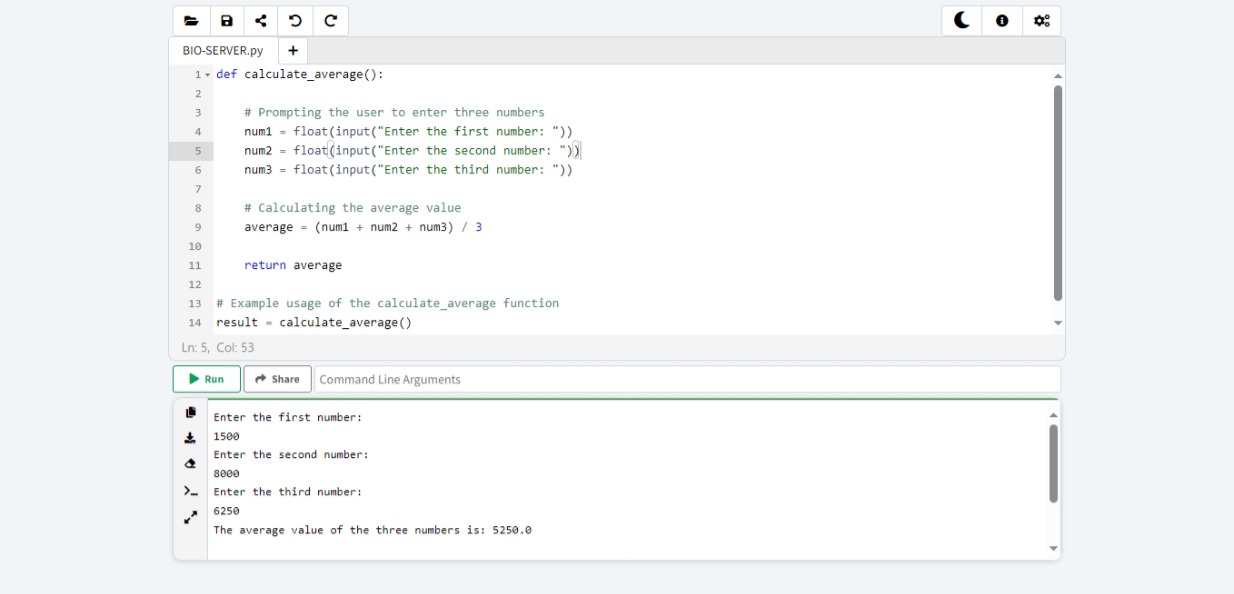 BIO-SERVER.py +
1 def calculate_average():
2
3     # Prompting the user to enter three numbers
4     num1 = float(input("Enter the first number: "))
5     num2 = float(input("Enter the second number: "))
6     num3 = float(input("Enter the third number: "))
7
8     # Calculating the average value
9     average = (num1 + num2 + num3) / 3
10
11     return average
12
13 # Example usage of the calculate_average function
14 result = calculate_average()
Ln: 5, Col: 53
Run Share Command Line Arguments
Enter the first number:
1500
Enter the second number:
8000
Enter the third number:
6250
The average value of the three numbers is: 5250.0